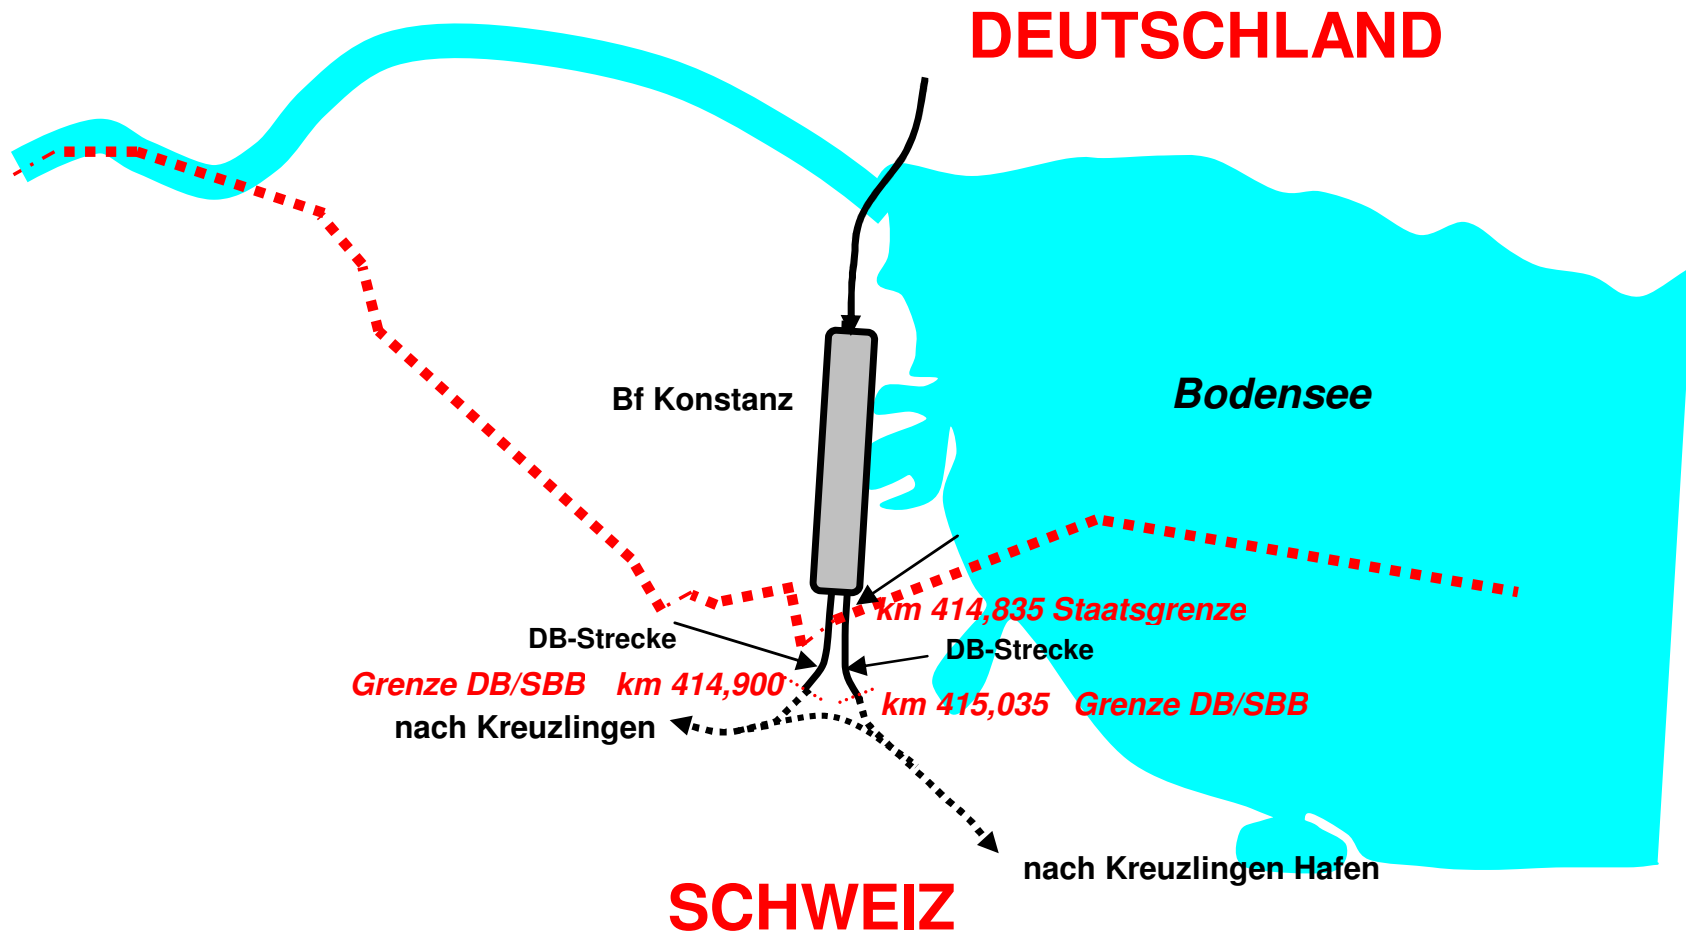 DEUTSCHLAND
Bf Konstanz
Bodensee
km 414,835 Staatsgrenze
DB-Strecke
DB-Strecke
Grenze DB/SBB km 414,900
km 415,035 Grenze DB/SBB
nach Kreuzlingen
nach Kreuzlingen Hafen
SCHWEIZ